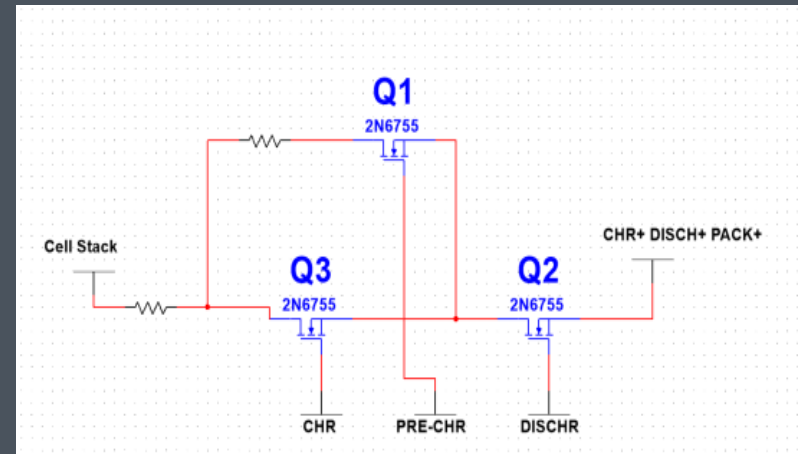 Q1
2N6755
Cell Stack
CHR+ DISCH+ PACK+
Q3
Q2
2N6755
2N6755
CHR
PRE-CHR
DISCHR